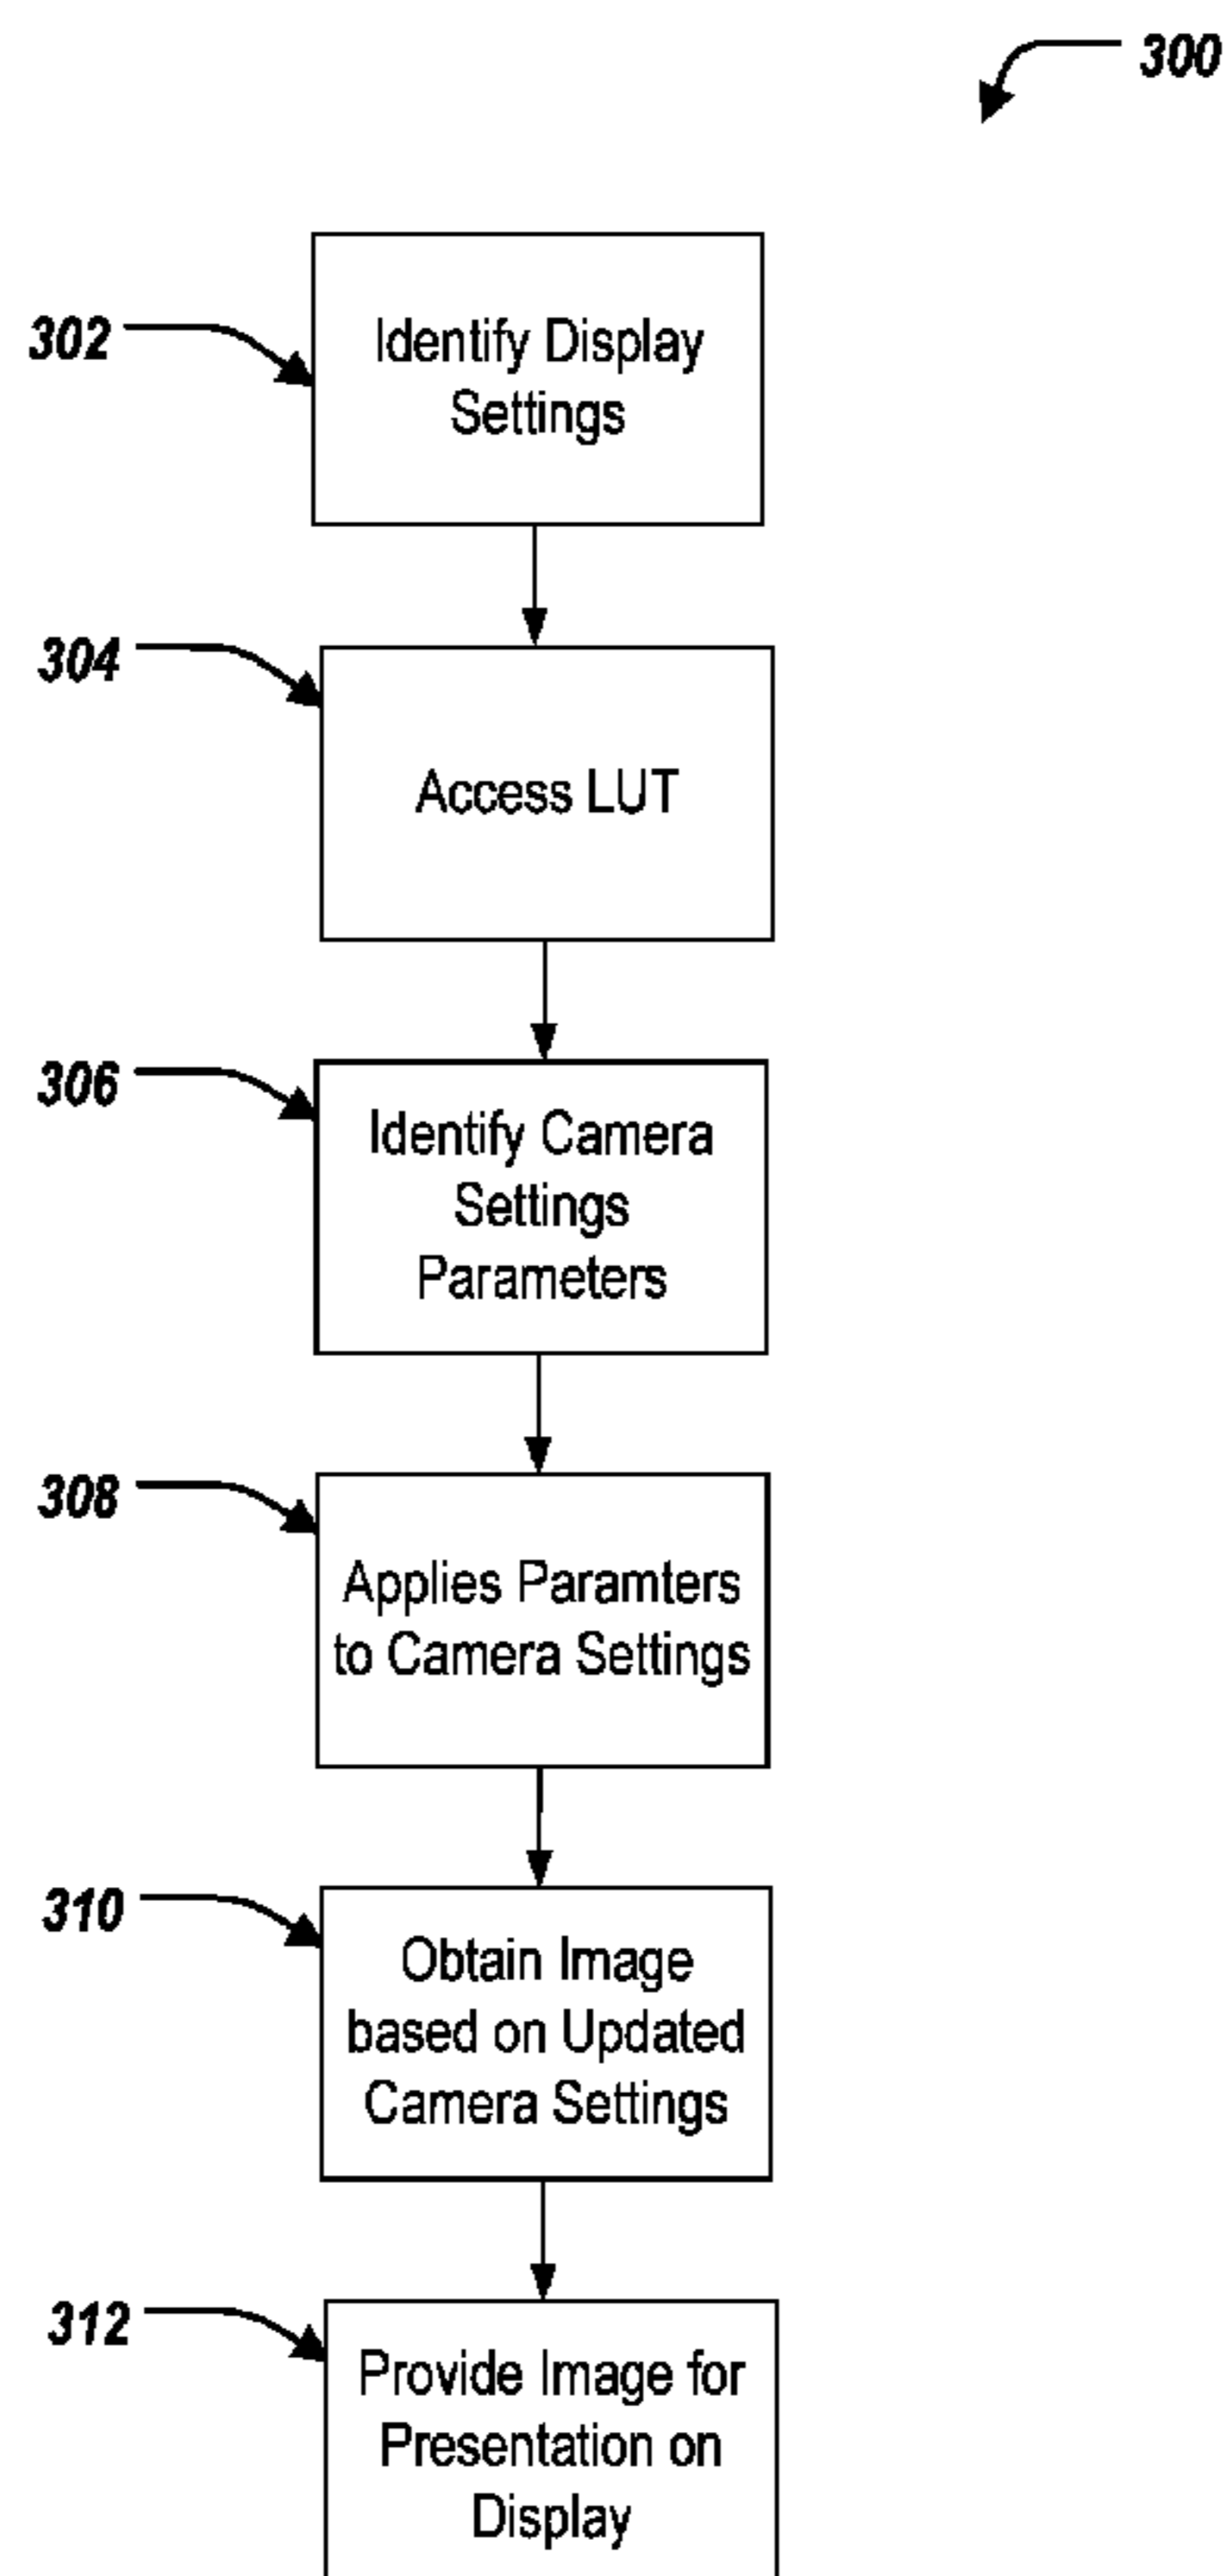 300
302
Identify Display
Settings
304
Access LUT
306
Identify Camera
Settings
Parameters
308
Applies Paramters
to Camera Settings
310
Obtain Image
based on Updated
Camera Settings
312
Provide Image for
Presentation on
Display